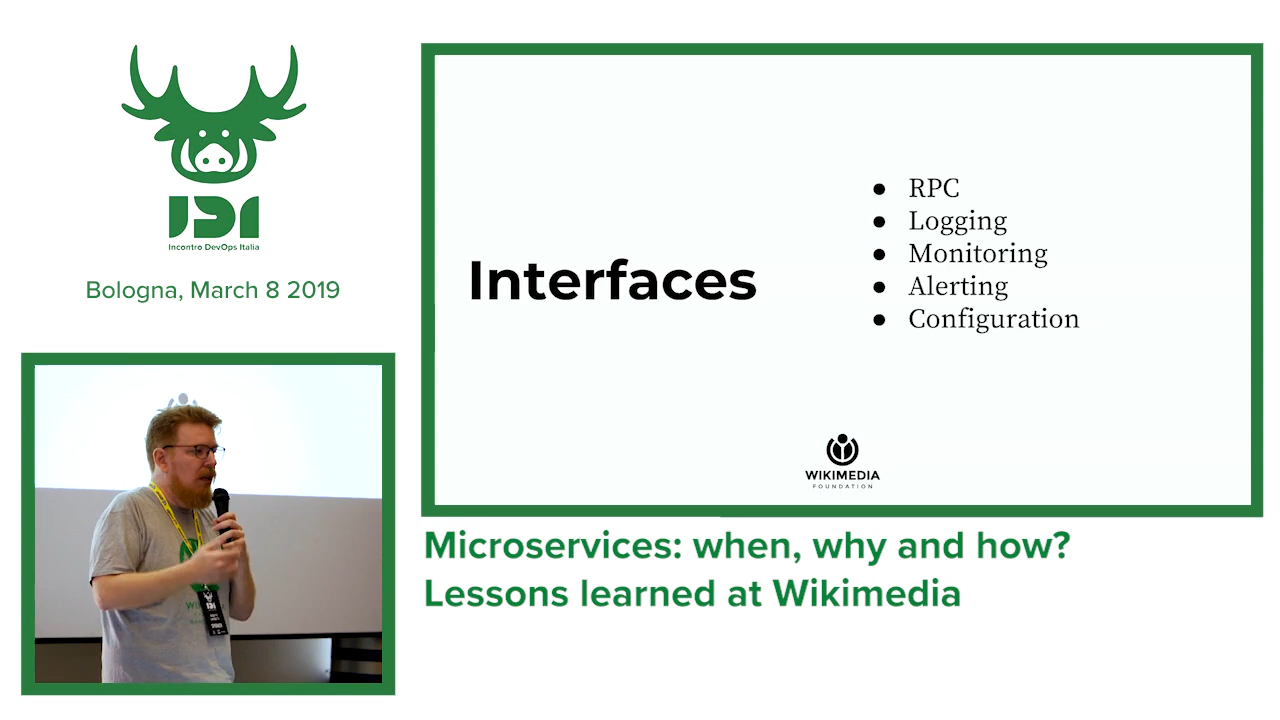 IDI
Incontro DevOps Italia
Bologna, March 8 2019
Interfaces
● RPC
● Logging
● Monitoring
● Alerting
● Configuration
WIKIMEDIA
FOUNDATION
Microservices: when, why and how?
Lessons learned at Wikimedia